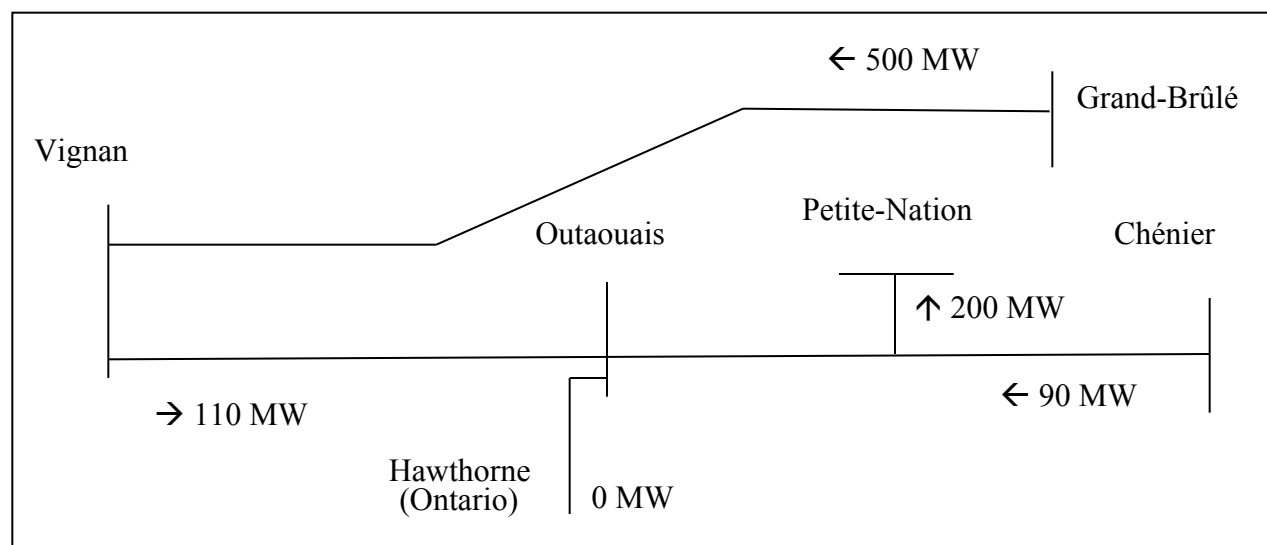 ← 500 MW
Grand-Brûlé
Vignan
Petite-Nation
Outaouais
Chénier
↑ 200 MW
← 90 MW
→ 110 MW
Hawthorne
(Ontario)
0 MW